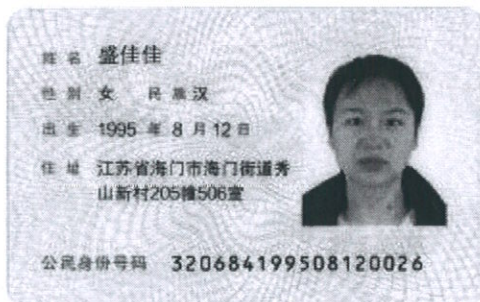 姓名 盛佳佳
性别 女 民族 汉
出生 1995 年 8 月 12 日
住址 江苏省海门市海门街道秀
山新村205幢506室
公民身份号码 320684199508120026